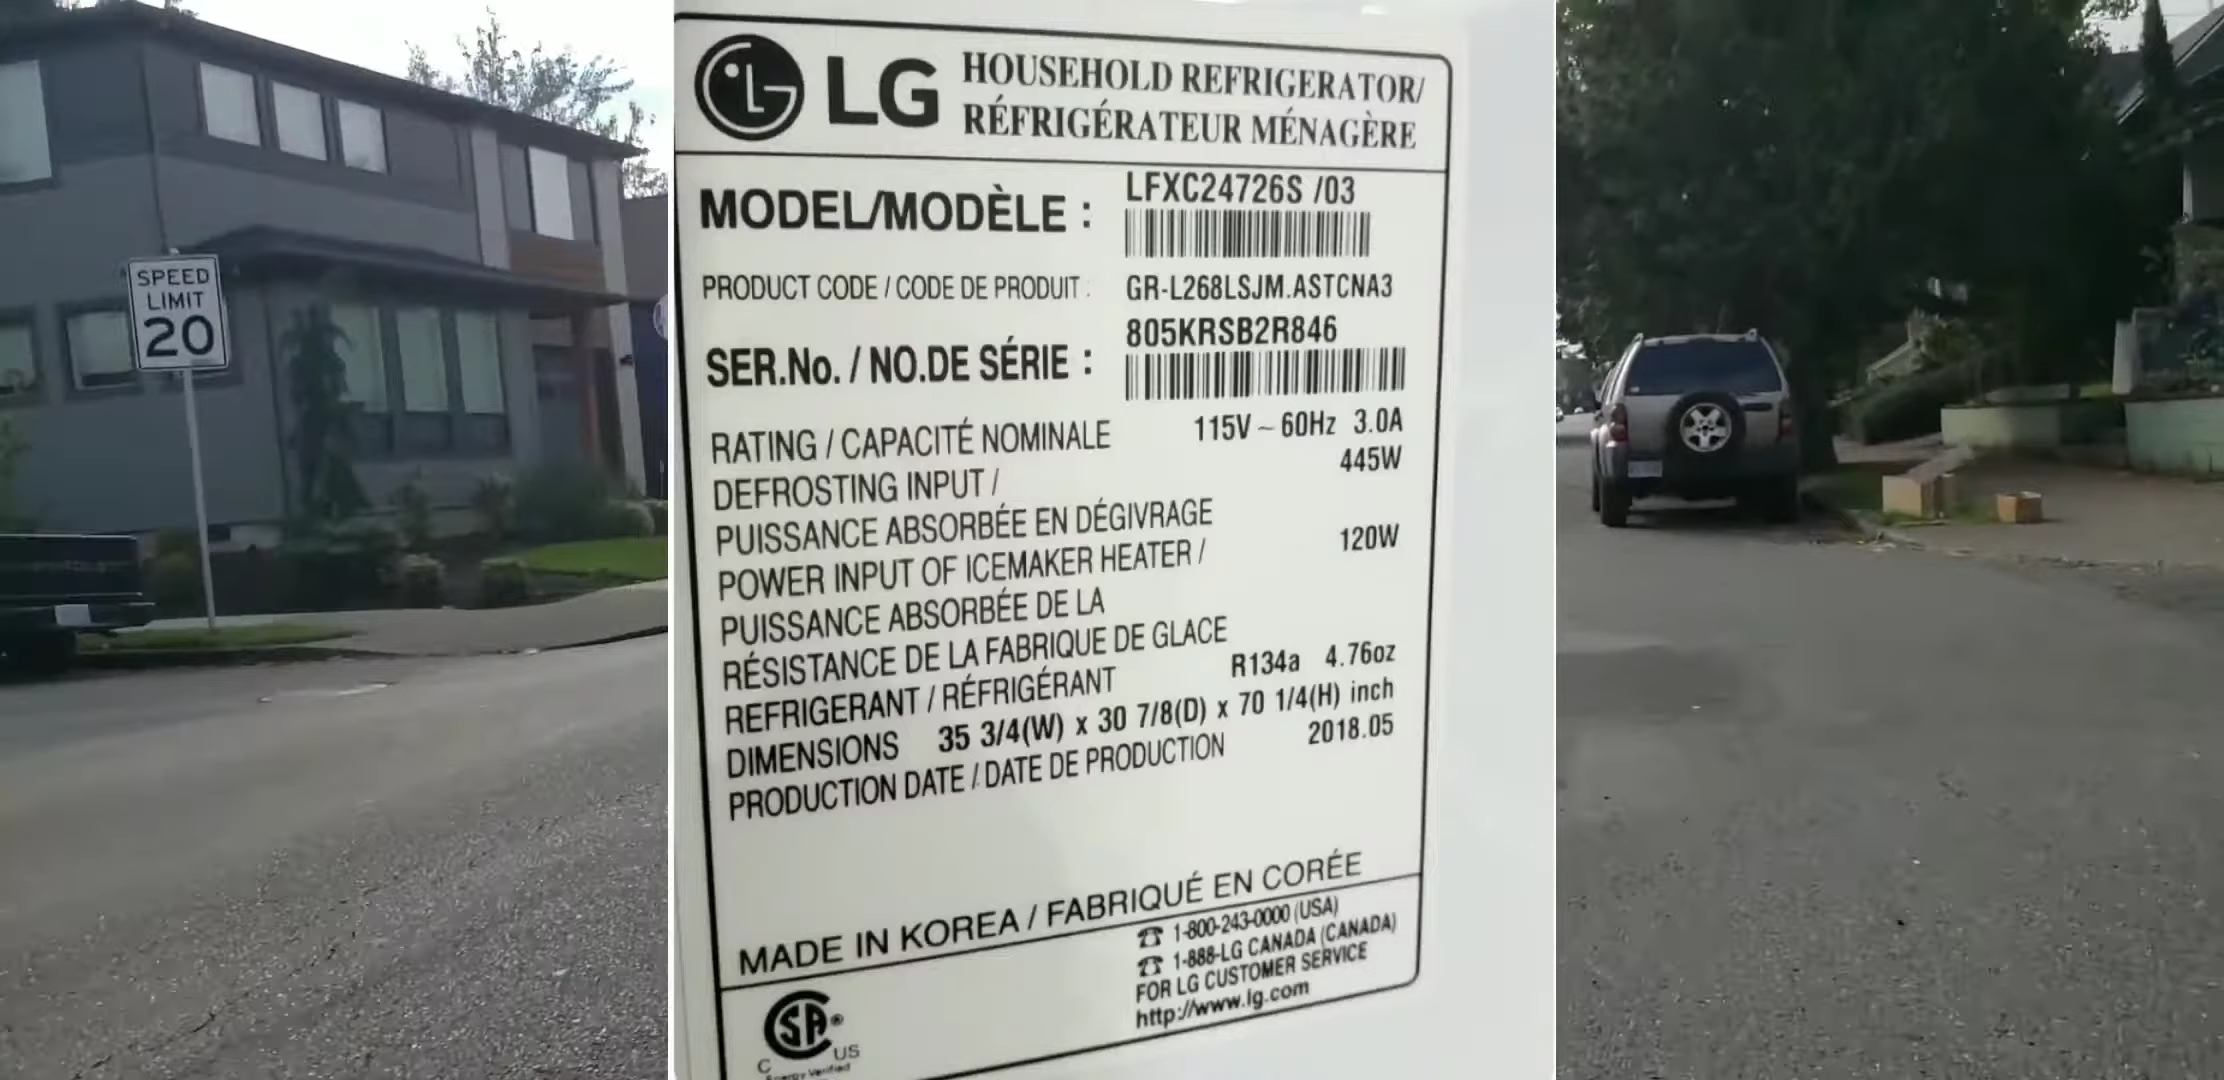 SPEED
LIMIT
20
LG
HOUSEHOLD REFRIGERATOR/
RÉFRIGÉRATEUR MÉNAGÈRE
MODEL/MODÈLE : LFXC24726S /03
PRODUCT CODE / CODE DE PRODUIT : GR-L268LSJM.ASTCNA3
SER.No. / NO.DE SÉRIE : 805KRSB2R846
RATING / CAPACITÉ NOMINALE 115V ~ 60Hz 3.0A
DEFROSTING INPUT / 445W
PUISSANCE ABSORBÉE EN DÉGIVRAGE
POWER INPUT OF ICEMAKER HEATER / 120W
PUISSANCE ABSORBÉE DE LA
RÉSISTANCE DE LA FABRIQUE DE GLACE
REFRIGERANT / RÉFRIGÉRANT R134a 4.76oz
DIMENSIONS 35 3/4(W) x 30 7/8(D) x 70 1/4(H) inch
PRODUCTION DATE / DATE DE PRODUCTION 2018.05
MADE IN KOREA / FABRIQUÉ EN CORÉE
☎ 1-800-243-0000 (USA)
☎ 1-888-LG CANADA (CANADA)
FOR LG CUSTOMER SERVICE
http://www.lg.com
C SA® US
Energy Verified